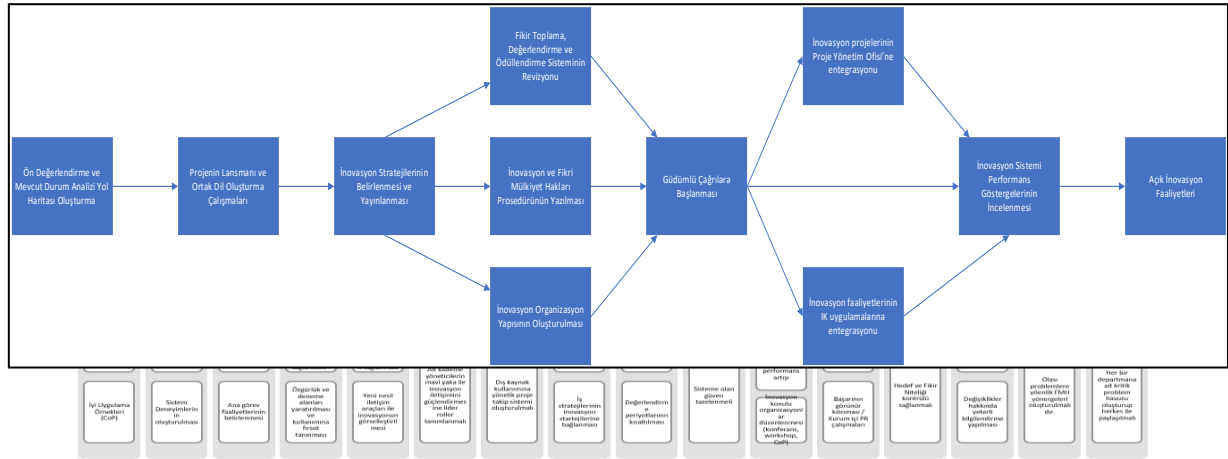 Fikir Toplama,
Değerlendirme ve
Ödüllendirme Sisteminin
Revizyonu
İnovasyon projelerinin
Proje Yönetim Ofisi'ne
entegrasyonu
Ön Değerlendirme ve
Mevcut Durum Analizi Yol
Haritası Oluşturma
Projenin Lansmanı ve
Ortak Dil Oluşturma
Çalışmaları
İnovasyon Stratejilerinin
Belirlenmesi ve
Yayınlanması
İnovasyon ve Fikri
Mülkiyet Hakları
Prosedürünün Yazılması
Güdümlü Çağrılara
Başlanması
İnovasyon Sistemi
Performans
Göstergelerinin
İncelenmesi
Açık İnovasyon
Faaliyetleri
İnovasyon Organizasyon
Yapısının Oluşturulması
İnovasyon faaliyetlerinin
IK uygulamalarına
entegrasyonu
İyi Uygulama
Örnekleri
(CoP)
Sistem
Deneyimlerin
in
oluşturulması
Ana görev
faaliyetlerinin
belirlenmesi
Özgürlük ve
deneme
alanları
yaratılması
ve
kullanımına
fırsat
tanınması
Yeni nesil
iletişim
araçları ile
inovasyonun
görselleştiril
mesi
yöneticilerin
mavi yaka ile
inovasyon
iletişimini
güçlendirmes
ine lider
roller
tanımlanmalı
Dış kaynak
kullanımına
yönelik proje
takip sistemi
oluşturulmalı
İş
stratejilerinin
inovasyon
startejilerine
bağlanması
Değerlendirm
e
periyotlarının
kısaltılması
Sisteme olan
güven
tazelenmeli
performans
artışı
İnovasyon
konulu
organizasyonl
ar
düzenlenmesi
(konferans,
workshop,
CoP)
Başarının
görünür
kılınması /
Kurum içi PR
çalışmaları
Hedef ve Fikir
Niteliği
kontrolü
sağlanmalı
Değişiklikler
hakkında
yeterli
bilgilendirme
yapılması
Olası
problemlere
yönelik FMH
yönergeleri
oluşturulmalı
dır.
Her bir
departmana
ait kritik
problem
havuzu
oluşturup
herkes ile
paylaşılmalı